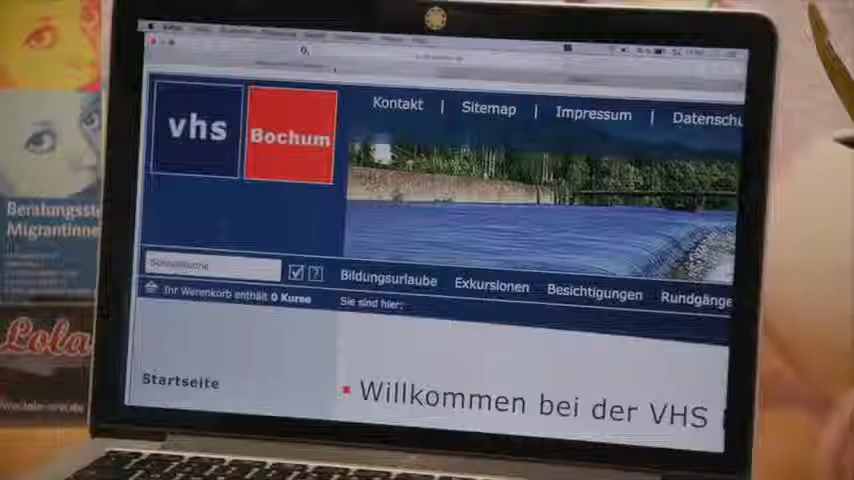 vhs
Bochum
Kontakt | Sitemap | Impressum | Datenschu
Beratungsste
Migrantinne
Schnellsuche
Bildungsurlaube Exkursionen Besichtigungen Rundgänge
Ihr Warenkorb enthält 0 Kurse
Sie sind hier:
Lola
Startseite
Willkommen bei der VHS